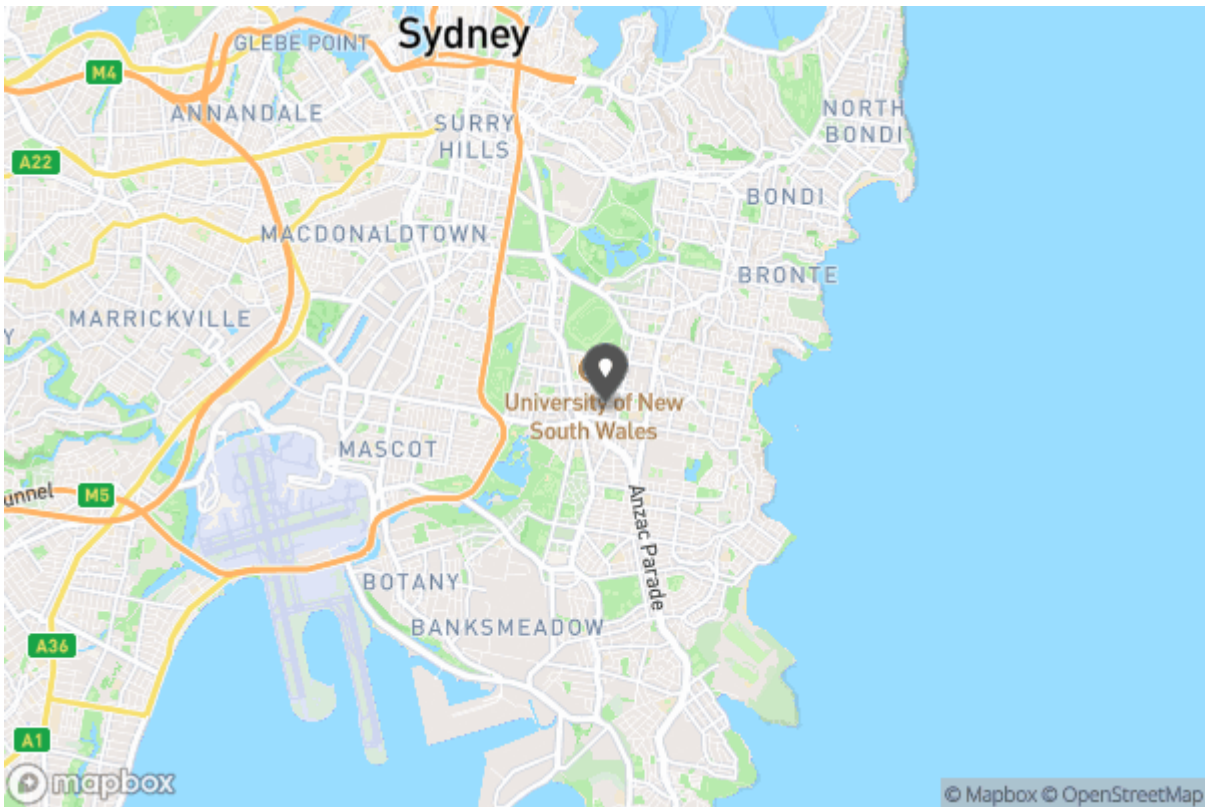 Sydney
GLEBE POINT
M4
ANNANDALE
NORTH
BONDI
SURRY
HILLS
A22
BONDI
MACDONALDTOWN
BRONTE
MARRICKVILLE
Y
University of New
South Wales
MASCOT
M5
unnel
Anzac Parade
BOTANY
BANKSMEADOW
A36
A1
mapbox
© Mapbox © OpenStreetMap